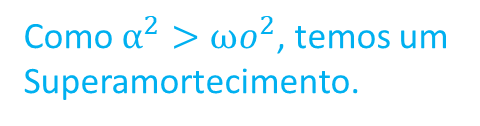 Como α² > ωo², temos um
Superamortecimento.